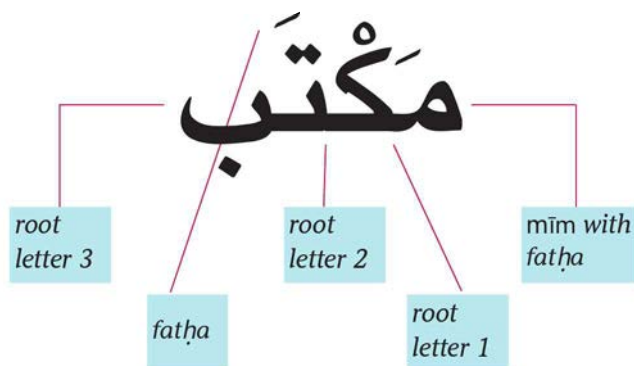 مَكْتَب
root
letter 3
root
letter 2
mīm with
fatḥa
fatḥa
root
letter 1